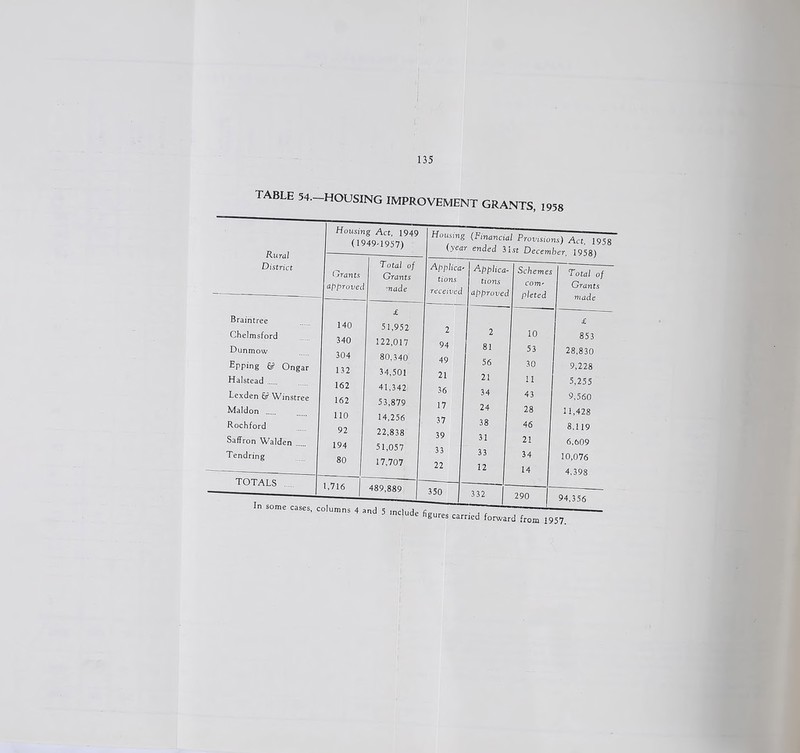 135
TABLE 54.—HOUSING IMPROVEMENT GRANTS, 1958
Rural District | Housing Act, 1949 (1949-1957) | Housing (Financial Provisions) Act, 1958 (year ended 31st December, 1958)
Grants approved | Total of Grants made | Applica- tions received | Applica- tions approved | Schemes com- pleted | Total of Grants made
£ £
Braintree 140 51,952 2 2 10 853
Chelmsford 340 122,017 94 81 53 28,830
Dunmow 304 80,340 49 56 30 9,228
Epping & Ongar 132 34,501 21 21 11 5,255
Halstead 162 41,342 36 34 43 9,560
Lexden & Winstree 162 53,879 17 24 28 11,428
Maldon 110 14,256 37 38 46 8,119
Rochford 92 22,838 39 31 21 6,609
Saffron Walden 194 51,057 33 33 34 10,076
Tendring 80 17,707 22 12 14 4,398
TOTALS 1,716 489,889 350 332 290 94,356
In some cases, columns 4 and 5 include figures carried forward from 1957.